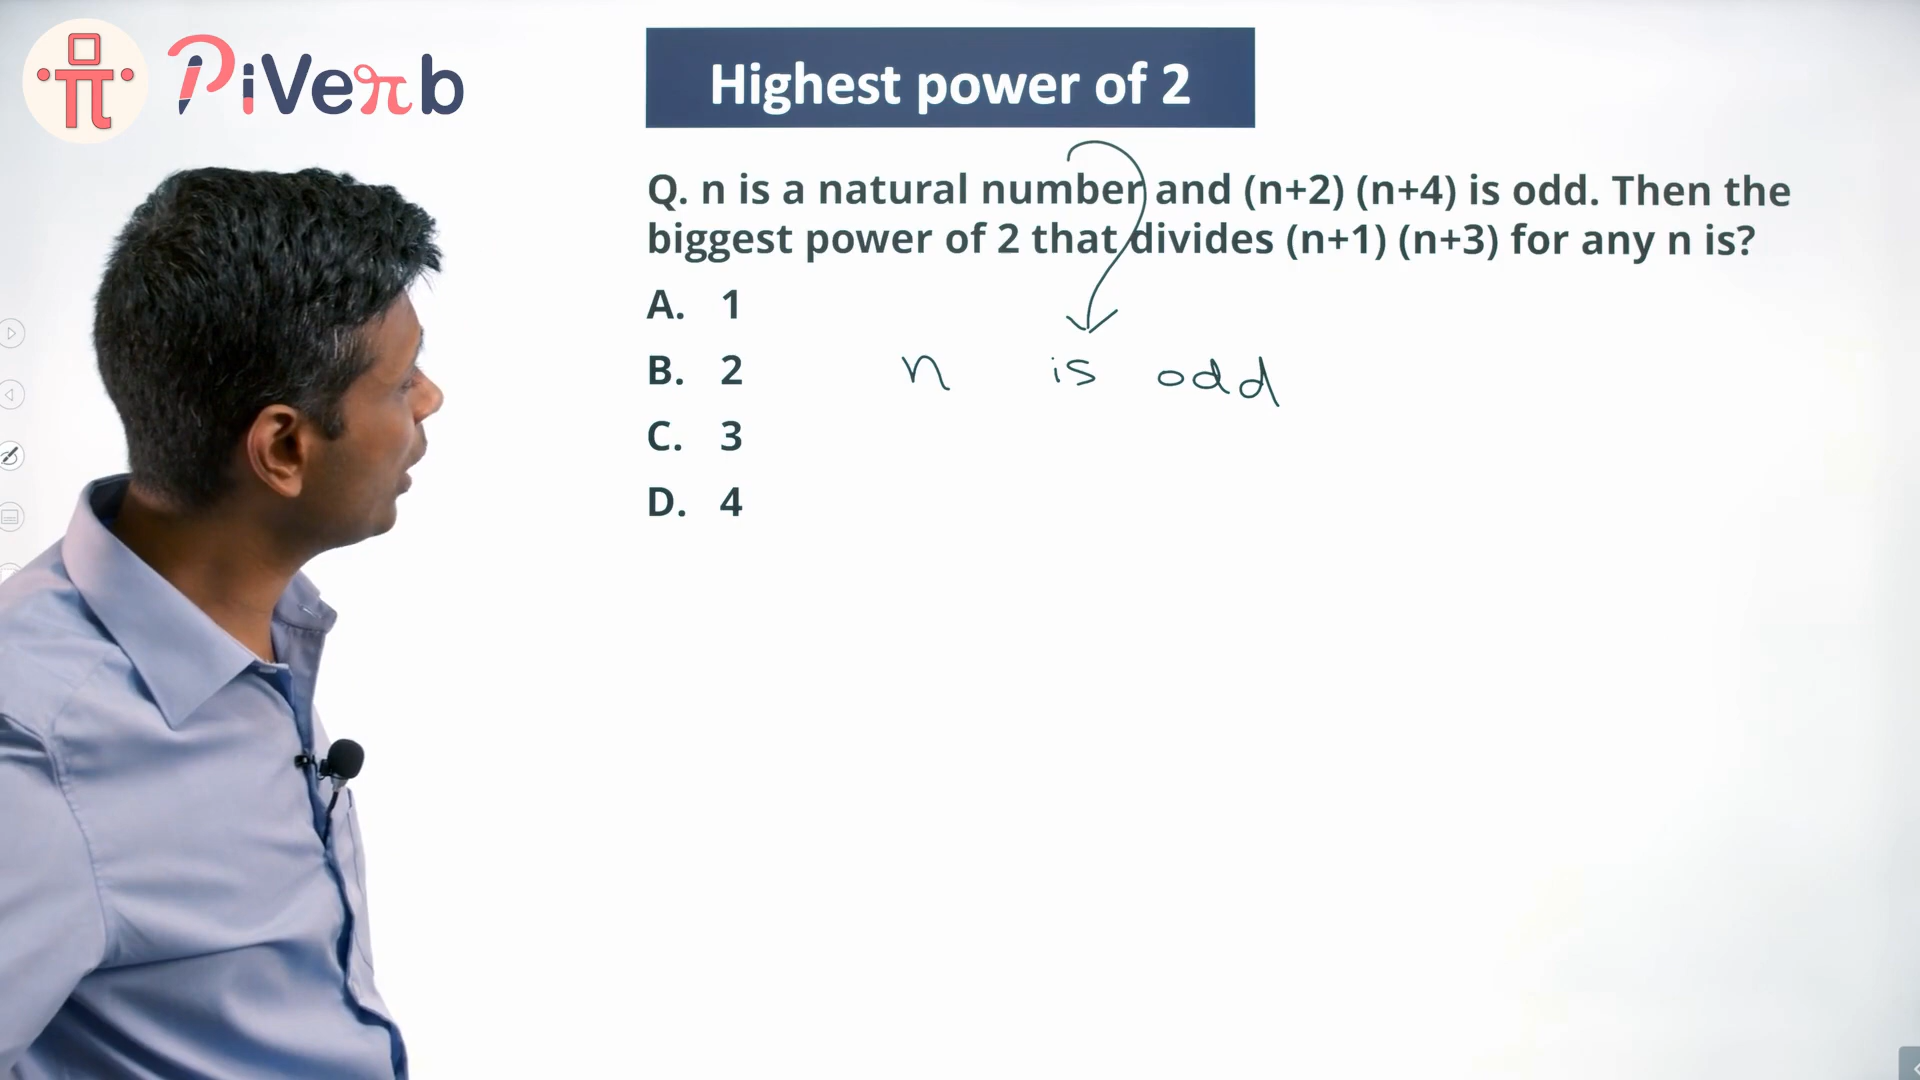 PiVerb
Highest power of 2
Q. n is a natural number and (n+2) (n+4) is odd. Then the
biggest power of 2 that divides (n+1) (n+3) for any n is?
A. 1
B. 2
n is odd
C. 3
D. 4